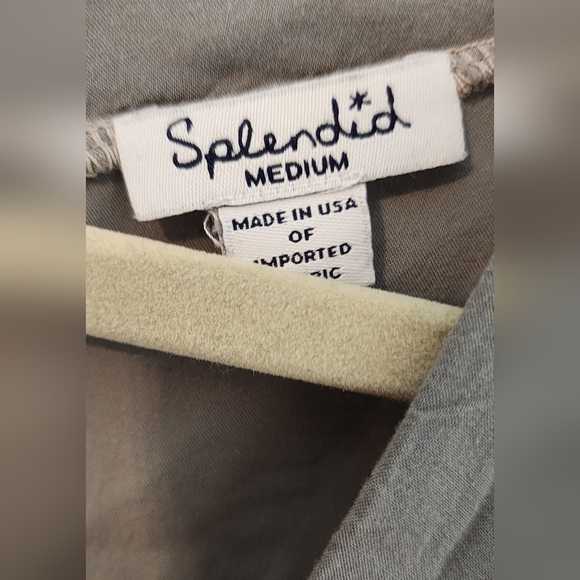 Splendid
MEDIUM
MADE IN USA
OF
IMPORTED